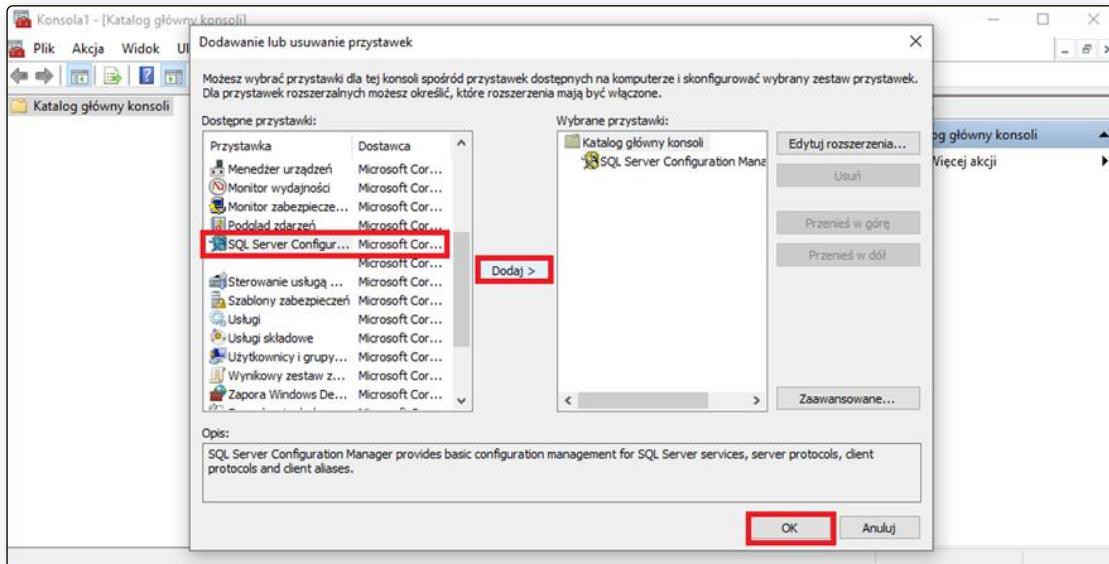 Konsola1 - [Katalog główny konsoli]
Plik Akcja Widok Ul
Katalog główny konsoli
Dodawanie lub usuwanie przystawek
Możesz wybrać przystawki dla tej konsoli spośród przystawek dostępnych na komputerze i skonfigurować wybrany zestaw przystawek.
Dla przystawek rozszerzalnych możesz określić, które rozszerzenia mają być włączone.
Dostępne przystawki:
Przystawka Dostawca
Menedżer urządzeń Microsoft Cor...
Monitor wydajności Microsoft Cor...
Monitor zabezpiecze... Microsoft Cor...
Podgląd zdarzeń Microsoft Cor...
SQL Server Configur... Microsoft Cor...
Microsoft Cor...
Sterowanie usługą ... Microsoft Cor...
Szablony zabezpieczeń Microsoft Cor...
Usługi Microsoft Cor...
Usługi składowe Microsoft Cor...
Użytkownicy i grupy... Microsoft Cor...
Wynikowy zestaw z... Microsoft Cor...
Zapora Windows De... Microsoft Cor...
Dodaj >
Wybrane przystawki:
Katalog główny konsoli
SQL Server Configuration Mana
Edytuj rozszerzenia...
Usuń
Przenieś w górę
Przenieś w dół
Zaawansowane...
Opis:
SQL Server Configuration Manager provides basic configuration management for SQL Server services, server protocols, client
protocols and client aliases.
OK Anuluj
og główny konsoli
Więcej akcji